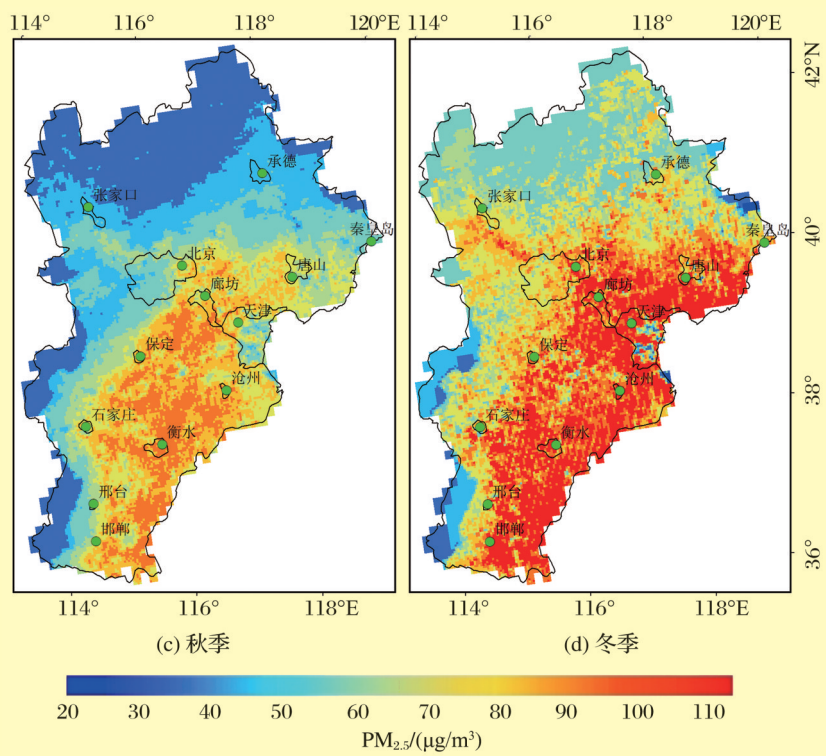 114° 116° 118° 120°E 114° 116° 118° 120°E
42°N
40°
38°
36°
承德
张家口
秦皇岛
北京
唐山
廊坊
天津
保定
沧州
石家庄
衡水
邢台
邯郸
承德
张家口
秦皇岛
北京
唐山
廊坊
天津
保定
沧州
石家庄
衡水
邢台
邯郸
114° 116° 118°E 114° 116° 118°E
(c) 秋季 (d) 冬季
20 30 40 50 60 70 80 90 100 110
PM2.5/(μg/m³)